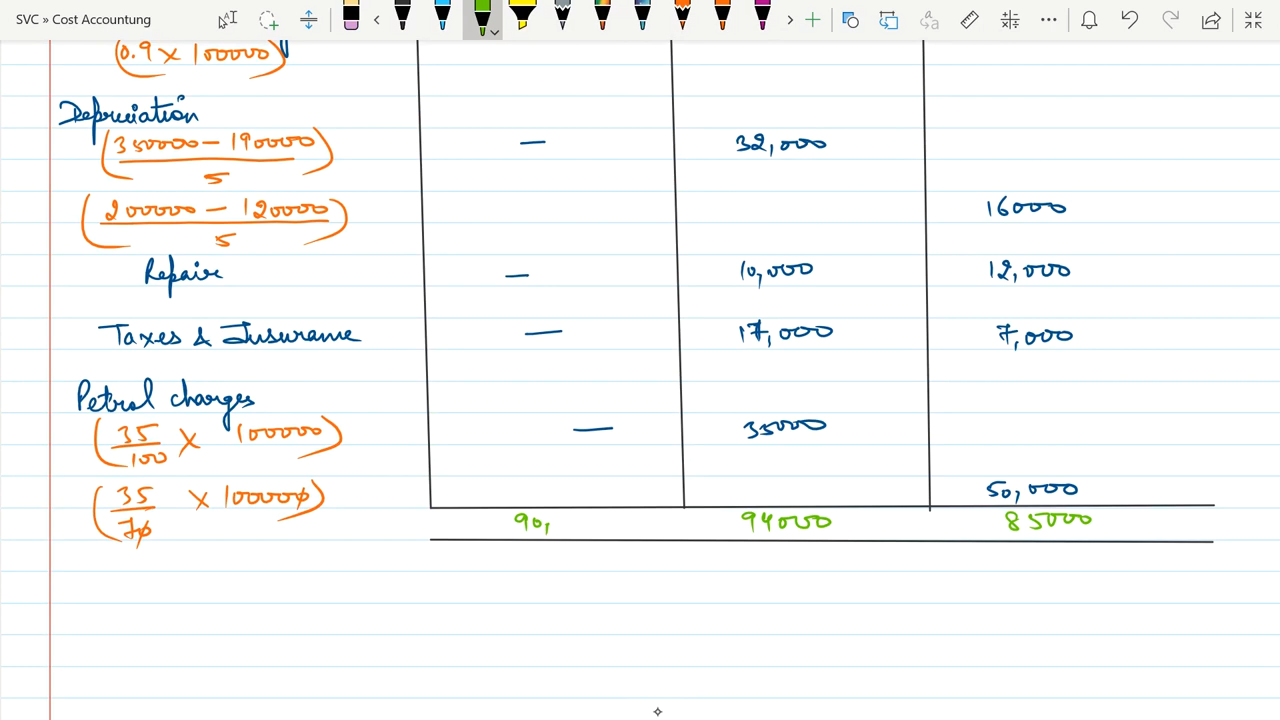 SVC » Cost Accountung
(0.9 x 100000)
Depreciation
(350000 - 190000) / 5 — 32,000
(200000 - 120000) / 5 16000
Repair — 10,000 12,000
Taxes & Insurance — 17,000 7,000
Petrol charges
(35/100 x 100000) — 35000
(35/70 x 100000) 50,000
90, 94000 85000